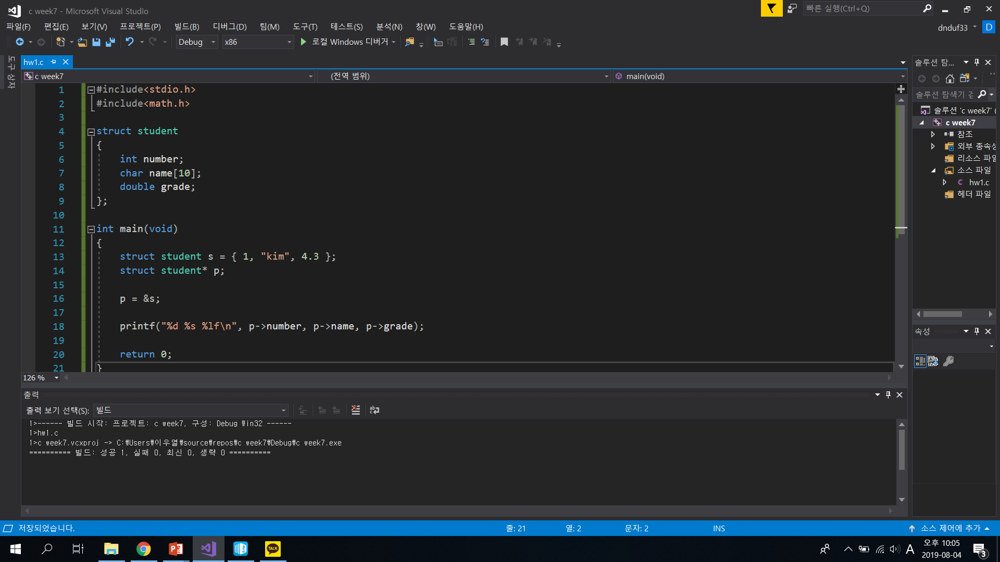 c week7 - Microsoft Visual Studio
빠른 실행(Ctrl+Q)
파일(F) 편집(E) 보기(V) 프로젝트(P) 빌드(B) 디버그(D) 팀(M) 도구(T) 테스트(S) 분석(N) 창(W) 도움말(H)
dnduf33 D
Debug x86 로컬 Windows 디버거
도구 상자
hw1.c
c week7 (전역 범위) main(void)
1 #include<stdio.h>
2 #include<math.h>
3
4 struct student
5 {
6 int number;
7 char name[10];
8 double grade;
9 };
10
11 int main(void)
12 {
13 struct student s = { 1, "kim", 4.3 };
14 struct student* p;
15
16 p = &s;
17
18 printf("%d %s %lf\n", p->number, p->name, p->grade);
19
20 return 0;
21 }
126 %
솔루션 탐...
솔루션 탐색기 검
솔루션 'c week7' (
c week7
참조
외부 종속성
리소스 파일
소스 파일
hw1.c
헤더 파일
속성
출력
출력 보기 선택(S): 빌드
1>------ 빌드 시작: 프로젝트: c week7, 구성: Debug Win32 ------
1>hw1.c
1>c week7.vcxproj -> C:₩Users₩이우열₩source₩repos₩c week7₩Debug₩c week7.exe
========== 빌드: 성공 1, 실패 0, 최신 0, 생략 0 ==========
저장되었습니다. 줄: 21 열: 2 문자: 2 INS 소스 제어에 추가
TALK
A
오후 10:05
2019-08-04
3